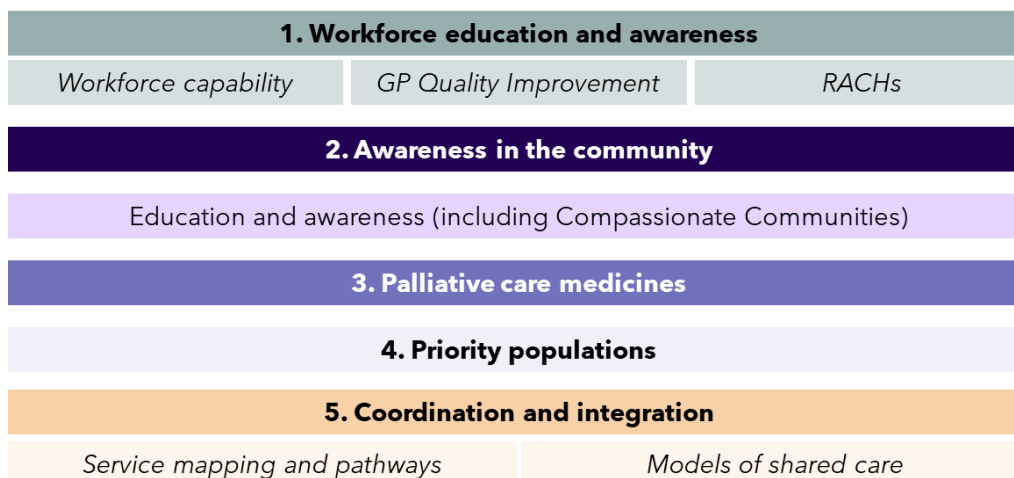 1. Workforce education and awareness
Workforce capability
GP Quality Improvement
RACHs
2. Awareness in the community
Education and awareness (including Compassionate Communities)
3. Palliative care medicines
4. Priority populations
5. Coordination and integration
Service mapping and pathways
Models of shared care